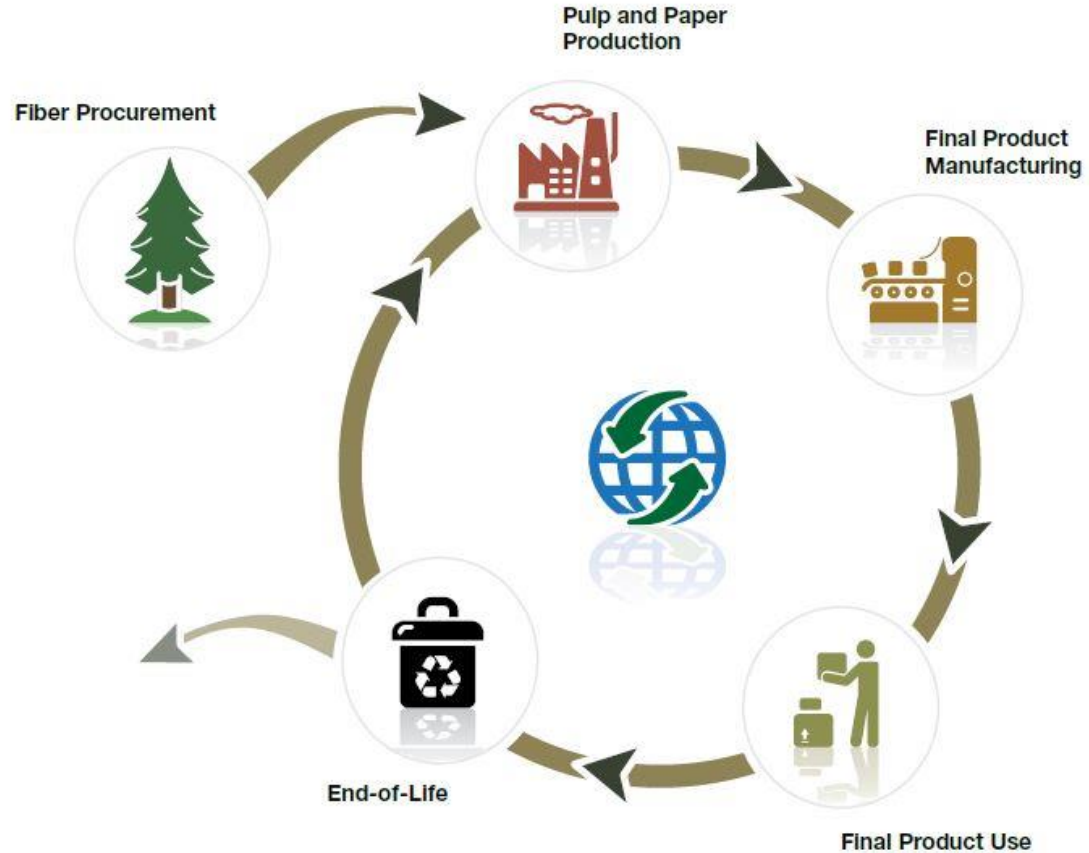 Pulp and Paper
Production
Fiber Procurement
Final Product
Manufacturing
End-of-Life
Final Product Use